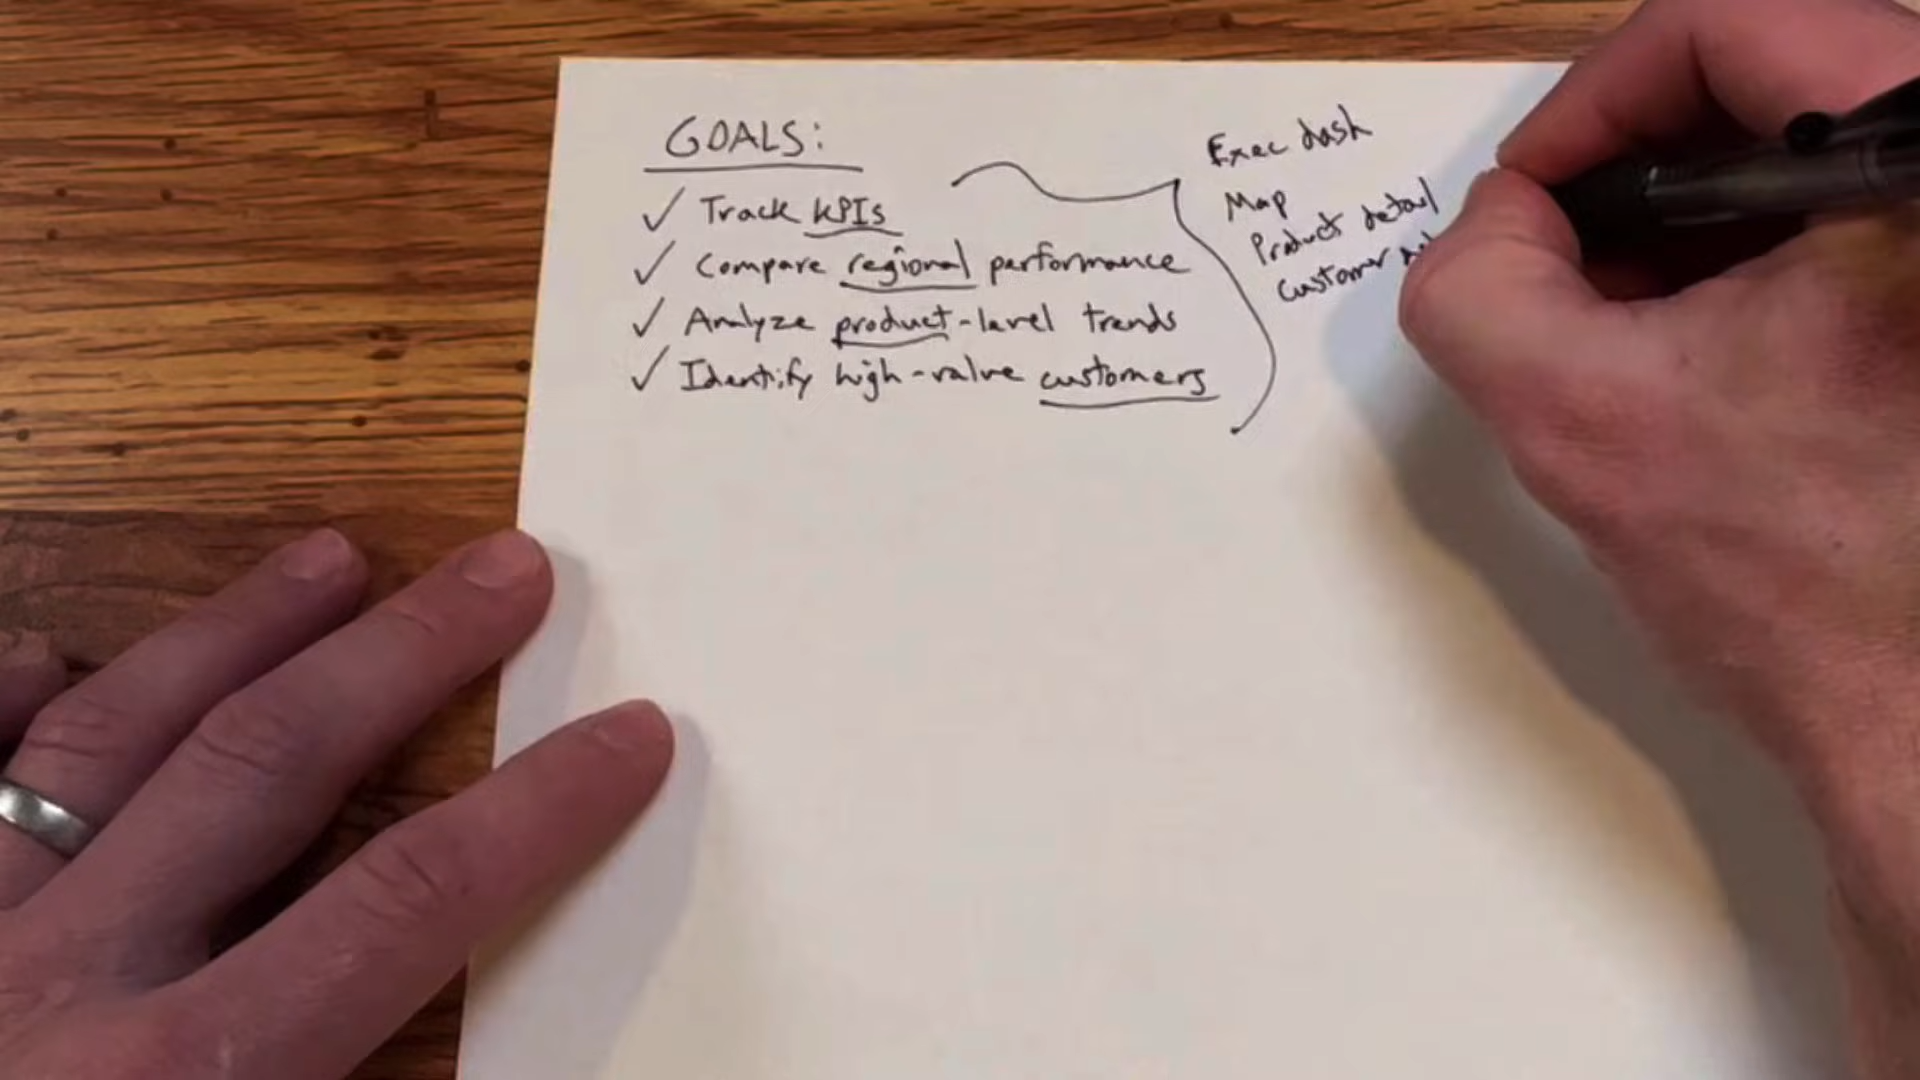 GOALS:
✓ Track KPIs
✓ Compare regional performance
✓ Analyze product-level trends
✓ Identify high-value customers
Exec dash
Map
Product detail
Customer